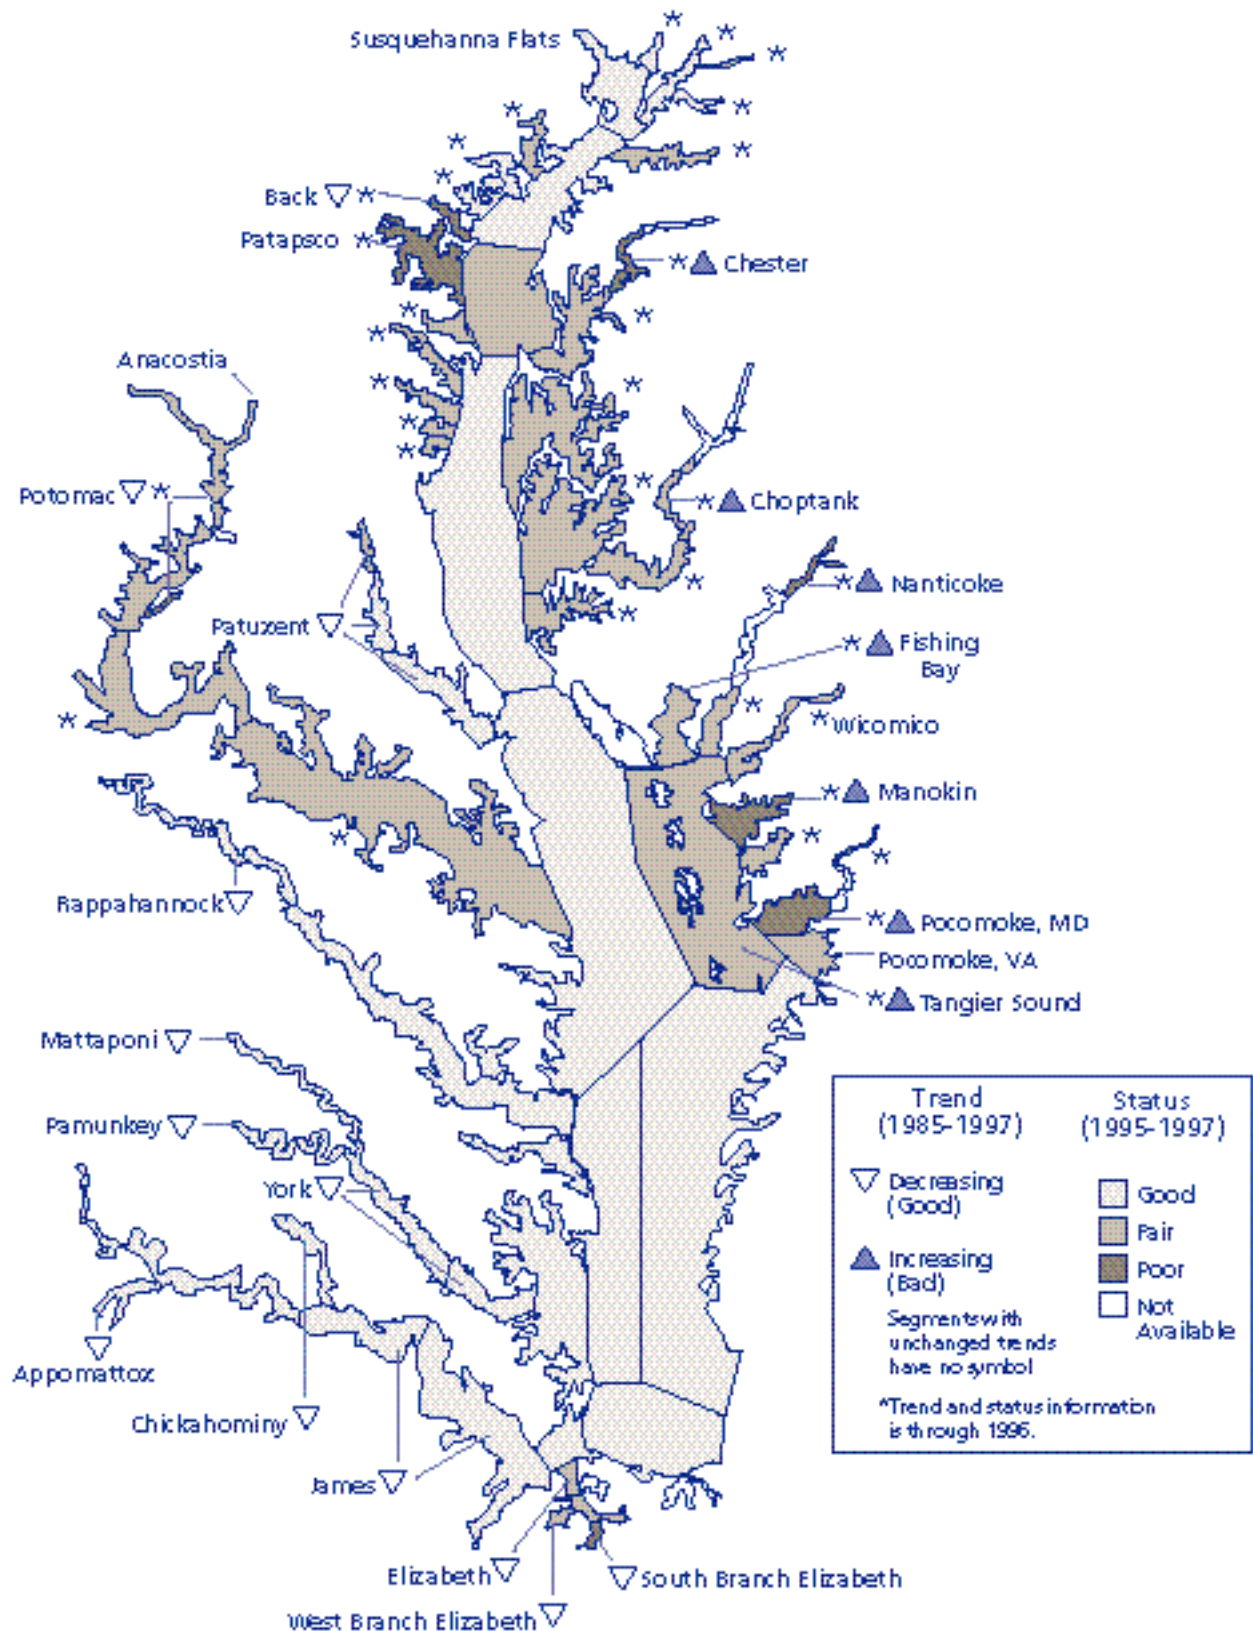 Susquehanna Flats
Back *
Patapsco *
* Chester
Anacostia
Potomac *
* Choptank
* Nanticoke
Patuxent
* Fishing
Bay
* Wicomico
* Manokin
Rappahannock
* Pocomoke, MD
Pocomoke, VA
* Tangier Sound
Mattaponi
Pamunkey
York
Appomattox
Chickahominy
James
Elizabeth
South Branch Elizabeth
West Branch Elizabeth
Trend
(1985-1997)
Decreasing
(Good)
Increasing
(Bad)
Segments with
unchanged trends
have no symbol
Status
(1995-1997)
Good
Fair
Poor
Not
Available
*Trend and status information
is through 1996.